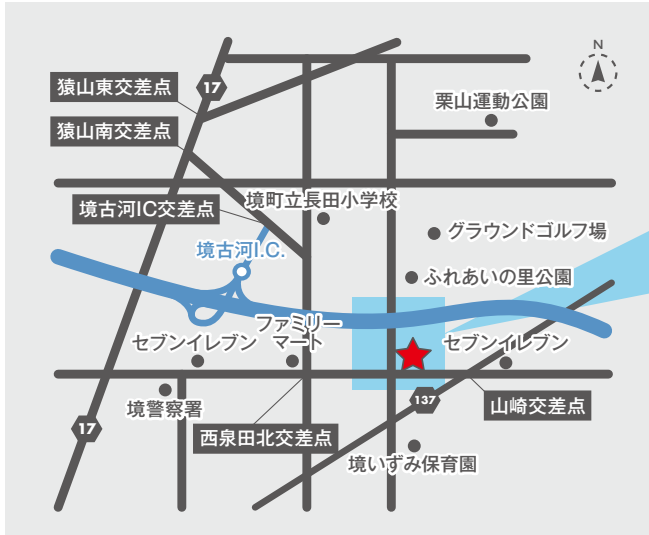 N
猿山東交差点
17
栗山運動公園
猿山南交差点
境古河IC交差点
境町立長田小学校
グラウンドゴルフ場
境古河I.C.
ふれあいの里公園
ファミリー
マート
セブンイレブン
セブンイレブン
境警察署
137
山崎交差点
17
西泉田北交差点
境いずみ保育園